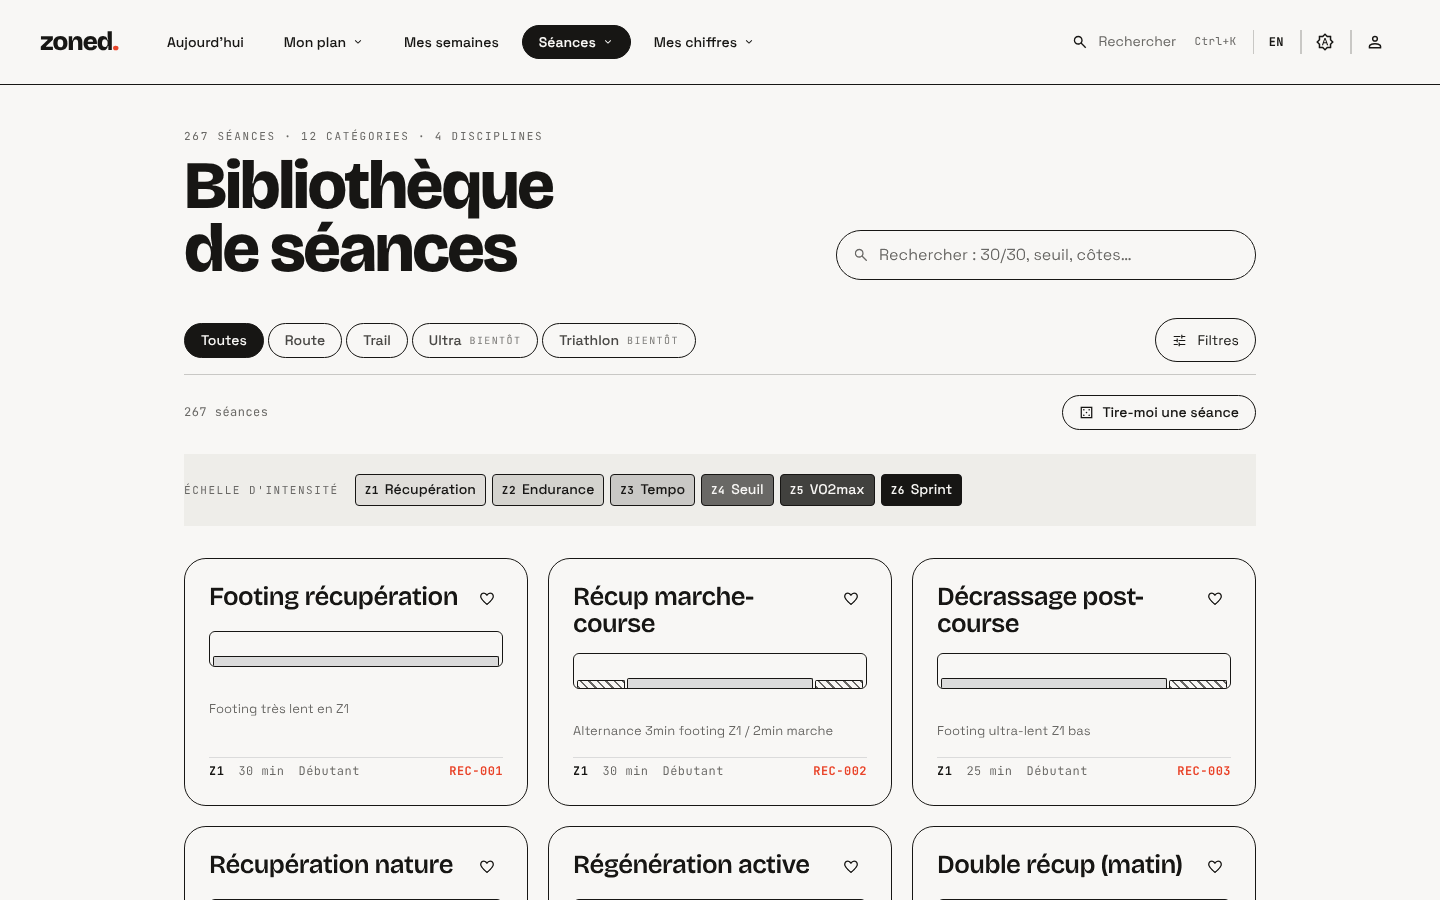 zoned.
Aujourd'hui
Mon plan
Mes semaines
Séances
Mes chiffres
Rechercher Ctrl+K
EN
A
267 SÉANCES · 12 CATÉGORIES · 4 DISCIPLINES
Bibliothèque
de séances
Rechercher : 30/30, seuil, côtes…
Toutes
Route
Trail
Ultra BIENTÔT
Triathlon BIENTÔT
Filtres
267 séances
Tire-moi une séance
ÉCHELLE D'INTENSITÉ
Z1 Récupération
Z2 Endurance
Z3 Tempo
Z4 Seuil
Z5 VO2max
Z6 Sprint
Footing récupération
Footing très lent en Z1
Z1 30 min Débutant REC-001
Récup marche-
course
Alternance 3min footing Z1 / 2min marche
Z1 30 min Débutant REC-002
Décrassage post-
course
Footing ultra-lent Z1 bas
Z1 25 min Débutant REC-003
Récupération nature
Régénération active
Double récup (matin)